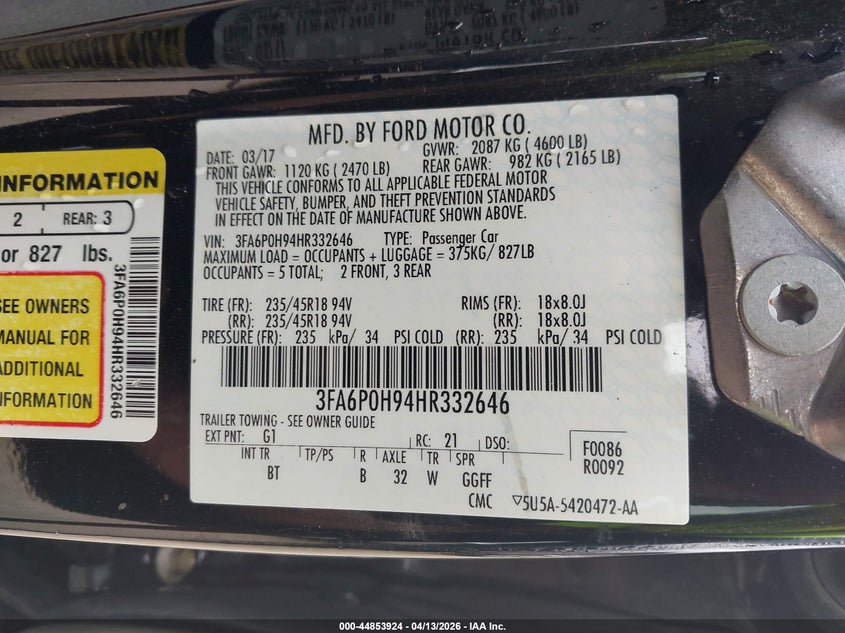 MFD. BY FORD MOTOR CO.
DATE: 03/17 GVWR: 2087 KG ( 4600 LB)
FRONT GAWR: 1120 KG ( 2470 LB) REAR GAWR: 982 KG ( 2165 LB)
THIS VEHICLE CONFORMS TO ALL APPLICABLE FEDERAL MOTOR
VEHICLE SAFETY, BUMPER, AND THEFT PREVENTION STANDARDS
IN EFFECT ON THE DATE OF MANUFACTURE SHOWN ABOVE.
VIN: 3FA6P0H94HR332646 TYPE: Passenger Car
MAXIMUM LOAD = OCCUPANTS + LUGGAGE = 375KG/ 827LB
OCCUPANTS = 5 TOTAL; 2 FRONT, 3 REAR
TIRE (FR): 235/45R18 94V RIMS (FR): 18x8.0J
(RR): 235/45R18 94V (RR): 18x8.0J
PRESSURE (FR): 235 kPa/ 34 PSI COLD (RR): 235 kPa/ 34 PSI COLD
3FA6P0H94HR332646
TRAILER TOWING - SEE OWNER GUIDE
EXT PNT: G1 RC: 21 DSO:
INT TR TP/PS R AXLE TR SPR
BT B 32 W GGFF
F0086
R0092
CMC ▽5U5A-5420472-AA
INFORMATION
2 REAR: 3
or 827 lbs.
SEE OWNERS
MANUAL FOR
ADDITIONAL
INFORMATION
3FA6P0H94HR332646
000-44853924 | 04/13/2026 | IAA Inc.